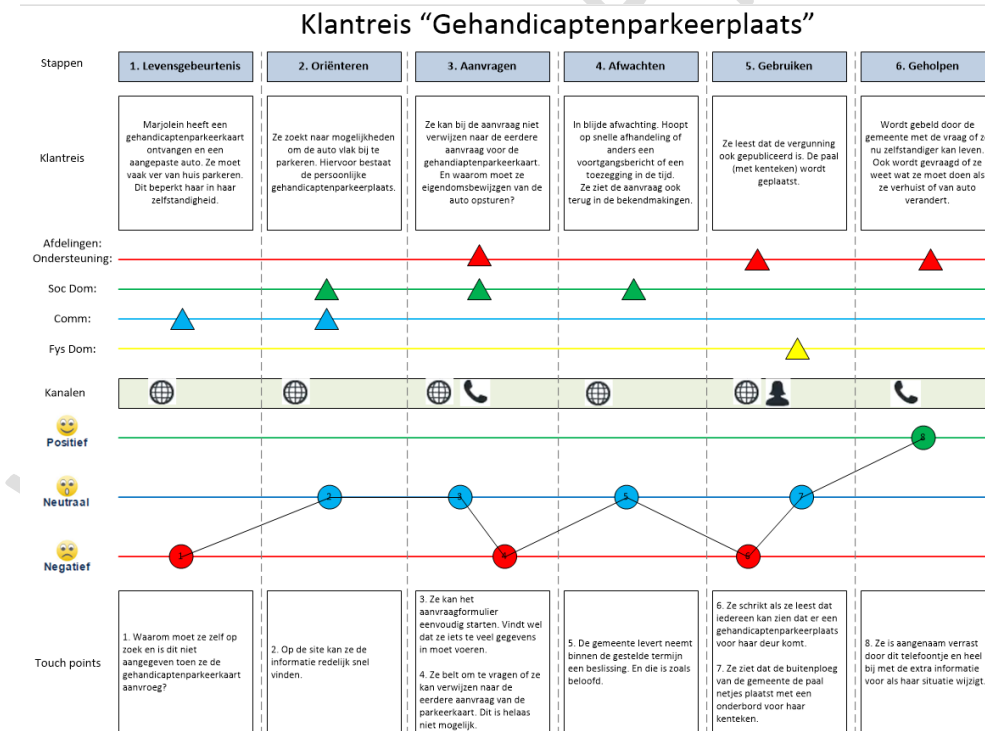 Klantreis “Gehandicaptenparkeerplaats”
Stappen
1. Levensgebeurtenis
2. Oriënteren
3. Aanvragen
4. Afwachten
5. Gebruiken
6. Geholpen
Klantreis
Marjolein heeft een
gehandicaptenparkeerkaart
ontvangen en een
aangepaste auto. Ze moet
vaak ver van huis parkeren.
Dit beperkt haar in haar
zelfstandigheid.
Ze zoekt naar mogelijkheden
om de auto vlak bij te
parkeren. Hiervoor bestaat
de persoonlijke
gehandicaptenparkeerplaats.
Ze kan bij de aanvraag niet
verwijzen naar de eerdere
aanvraag voor de
gehandiaptenparkeerkaart.
En waarom moet ze
eigendomsbewijzen van de
auto opsturen?
In blijde afwachting. Hoopt
op snelle afhandeling of
anders een
voortgangsbericht of een
toezegging in de tijd.
Ze ziet de aanvraag ook
terug in de bekendmakingen.
Ze leest dat de vergunning
ook gepubliceerd is. De paal
(met kenteken) wordt
geplaatst.
Wordt gebeld door de
gemeente met de vraag of ze
nu zelfstandiger kan leven.
Ook wordt gevraagd of ze
weet wat ze moet doen als
ze verhuist of van auto
verandert.
Afdelingen:
Ondersteuning:
Soc Dom:
Comm:
Fys Dom:
Kanalen
Positief
8
Neutraal
2
3
5
7
Negatief
1
4
6
Touch points
1. Waarom moet ze zelf op
zoek en is dit niet
aangegeven toen ze de
gehandicaptenparkeerkaart
aanvroeg?
2. Op de site kan ze de
informatie redelijk snel
vinden.
3. Ze kan het
aanvraagformulier
eenvoudig starten. Vindt wel
dat ze iets te veel gegevens
in moet voeren.
4. Ze belt om te vragen of ze
kan verwijzen naar de
eerdere aanvraag van de
parkeerkaart. Dit is helaas
niet mogelijk.
5. De gemeente levert neemt
binnen de gestelde termijn
een beslissing. En die is zoals
beloofd.
6. Ze schrikt als ze leest dat
iedereen kan zien dat er een
gehandicaptenparkeerplaats
voor haar deur komt.
7. Ze ziet dat de buitenploeg
van de gemeente de paal
netjes plaatst met een
onderbord voor haar
kenteken.
8. Ze is aangenaam verrast
door dit telefoontje en heel
bij met de extra informatie
voor als haar situatie wijzigt.